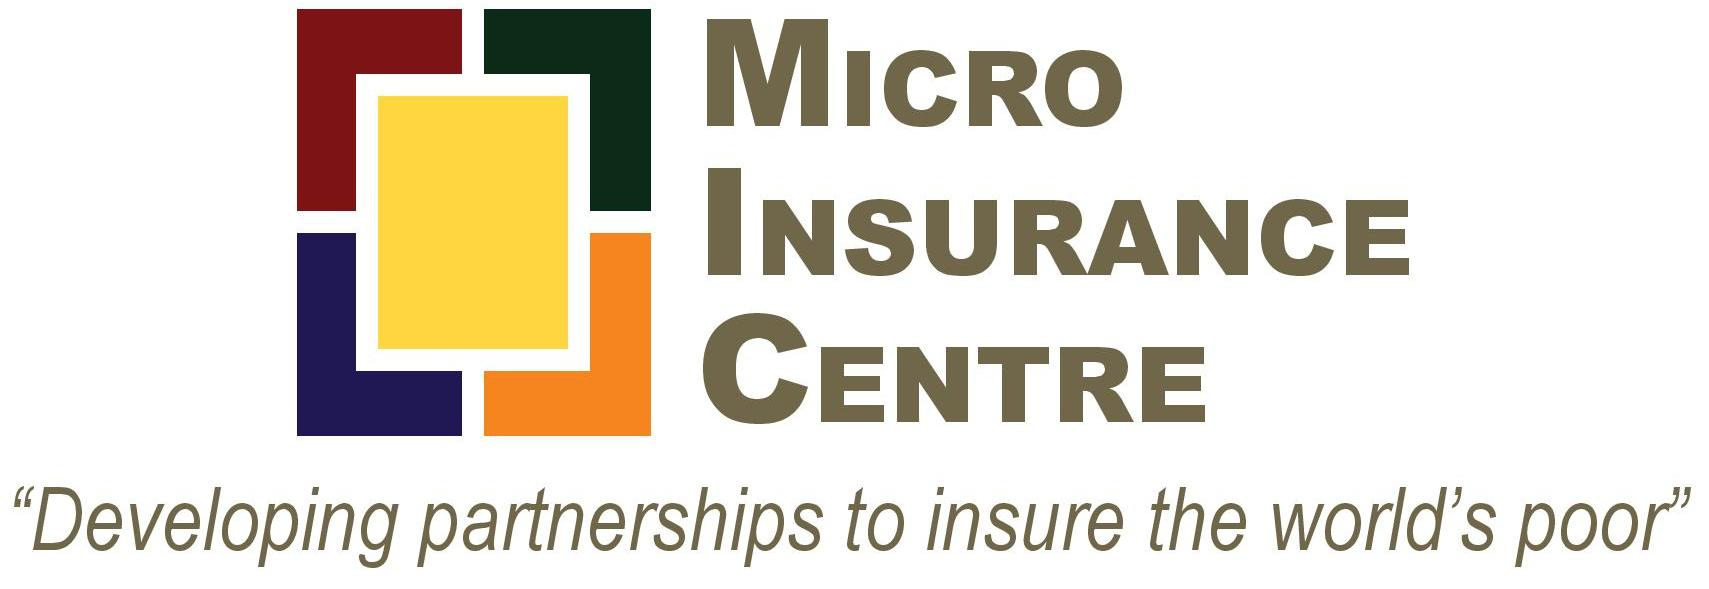 MICRO
INSURANCE
CENTRE
“Developing partnerships to insure the world’s poor”